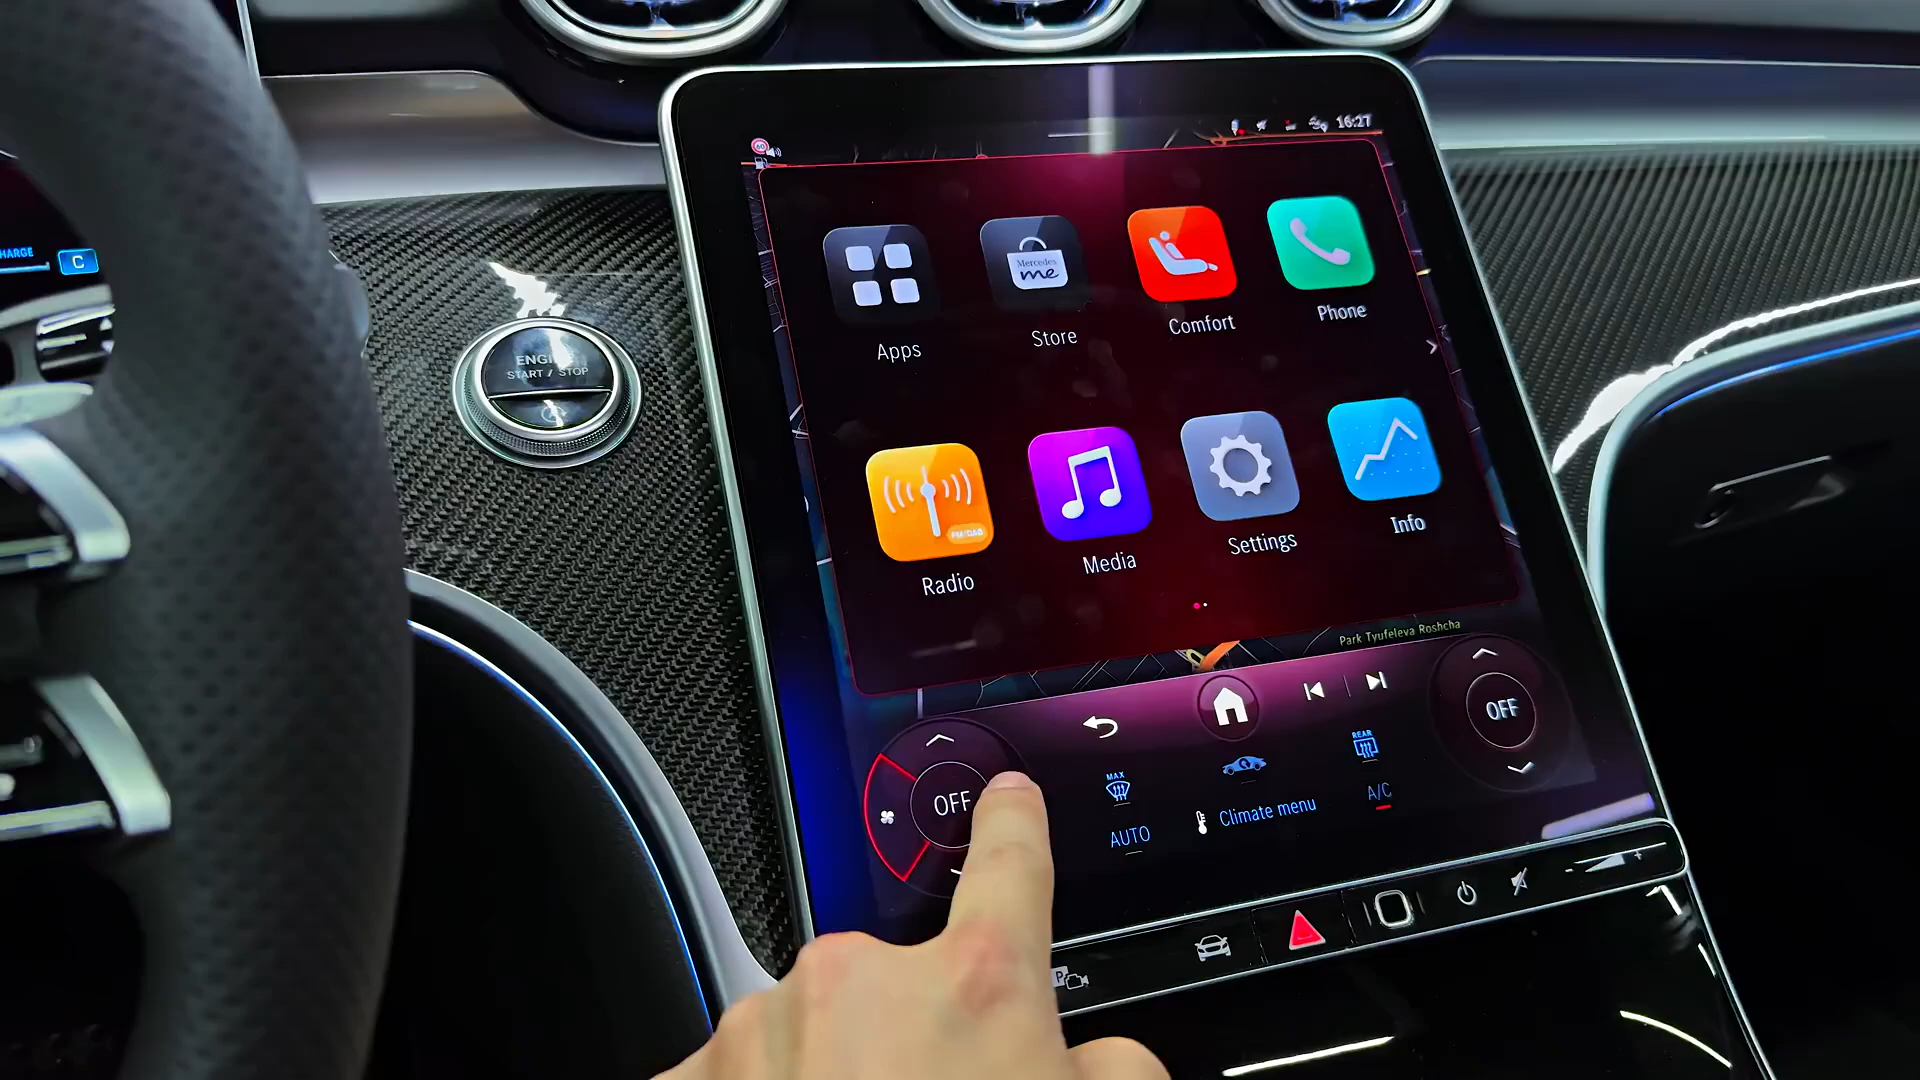 16:27
60
HARGE
C
Mercedes
me
Apps
Store
Comfort
Phone
ENGINE
START / STOP
FM/DAB
Radio
Media
Settings
Info
Park Tyufeleva Roshcha
OFF
OFF
MAX
REAR
AUTO
Climate menu
A/C
P
- +